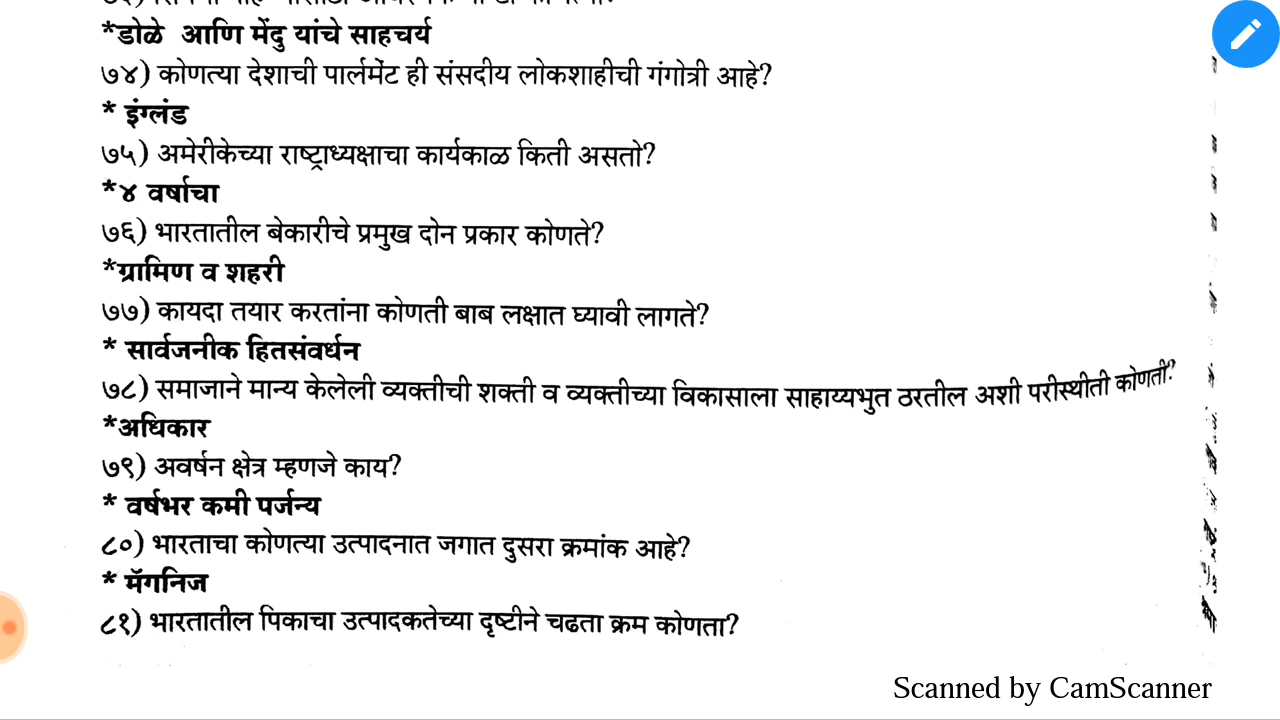 *डोळे आणि मेंदु यांचे साहचर्य
७४) कोणत्या देशाची पार्लमेंट ही संसदीय लोकशाहीची गंगोत्री आहे?
* इंग्लंड
७५) अमेरीकेच्या राष्ट्राध्यक्षाचा कार्यकाळ किती असतो?
*४ वर्षाचा
७६) भारतातील बेकारीचे प्रमुख दोन प्रकार कोणते?
*ग्रामिण व शहरी
७७) कायदा तयार करतांना कोणती बाब लक्षात घ्यावी लागते?
* सार्वजनीक हितसंवर्धन
७८) समाजाने मान्य केलेली व्यक्तीची शक्ती व व्यक्तीच्या विकासाला साहाय्यभुत ठरतील अशी परीस्थीती कोणती?
*अधिकार
७९) अवर्षन क्षेत्र म्हणजे काय?
* वर्षभर कमी पर्जन्य
८०) भारताचा कोणत्या उत्पादनात जगात दुसरा क्रमांक आहे?
* मॅगनिज
८१) भारतातील पिकाचा उत्पादकतेच्या दृष्टीने चढता क्रम कोणता?
Scanned by CamScanner